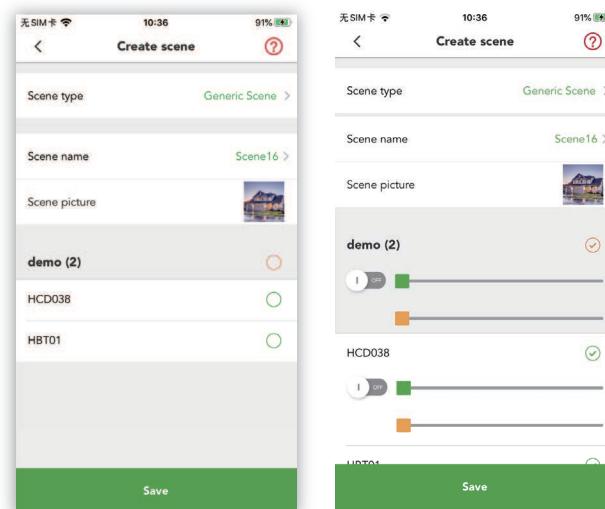 无SIM卡 10:36 91%
Create scene
Scene type Generic Scene
Scene name Scene16
Scene picture
demo (2)
HCD038
HBT01
Save
无SIM卡 10:36 91%
Create scene
Scene type Generic Scene
Scene name Scene16
Scene picture
demo (2)
OFF
HCD038
OFF
HBT01
Save